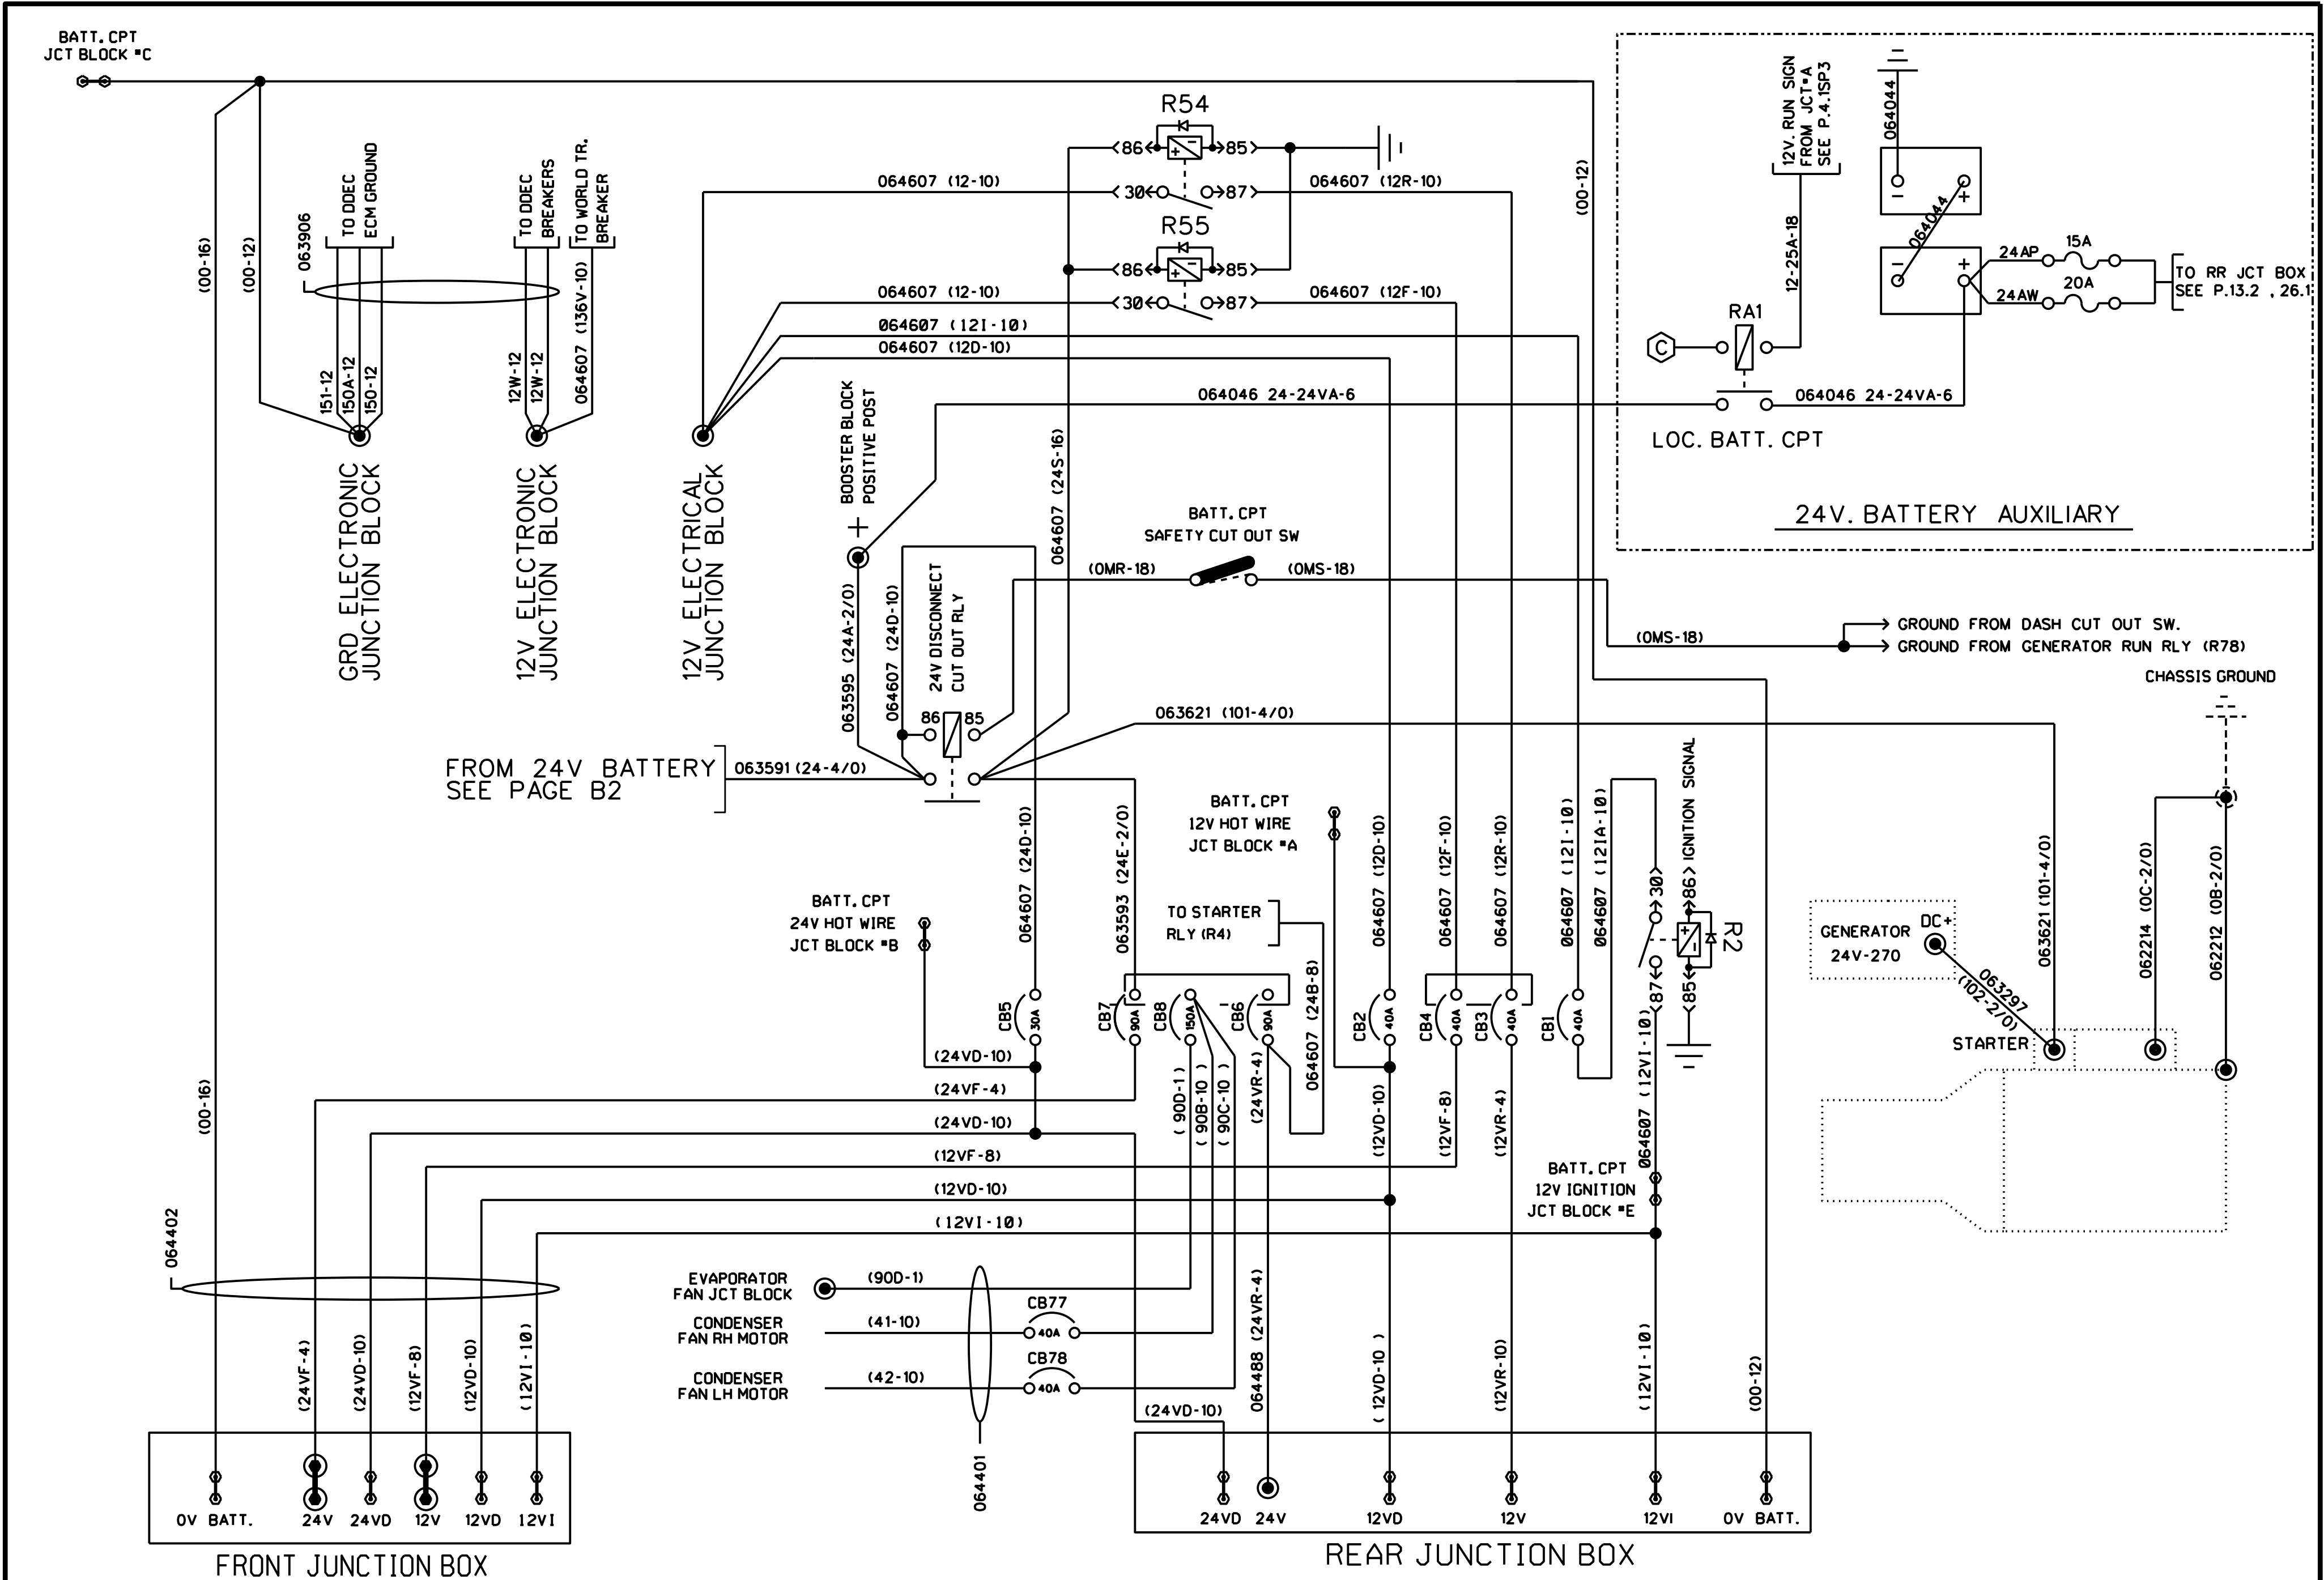 BATT. CPT
JCT BLOCK "C
(00-16)
(00-12)
063906
TO DDEC
ECM GROUND
TO DDEC
BREAKERS
TO WORLD TR.
BREAKER
151-12
150A-12
150-12
12W-12
12W-12
064607 (136V-10)
GRD ELECTRONIC
JUNCTION BLOCK
12V ELECTRONIC
JUNCTION BLOCK
12V ELECTRICAL
JUNCTION BLOCK
R54
86
+ -
85
064607 (12-10)
30
87
064607 (12R-10)
R55
86
+ -
85
064607 (12-10)
30
87
064607 (12F-10)
064607 (12I-10)
064607 (12D-10)
(00-12)
12V. RUN SIGN
FROM JCT"A
SEE P.4.1SP3
12-25A-18
064044
- +
064044
- +
24AP
15A
24AW
20A
TO RR JCT BOX
SEE P.13.2 , 26.1
RA1
C
064046 24-24VA-6
064046 24-24VA-6
LOC. BATT. CPT
24V. BATTERY AUXILIARY
BOOSTER BLOCK
POSITIVE POST
+
064607 (24S-16)
BATT. CPT
SAFETY CUT OUT SW
(0MR-18)
(0MS-18)
(0MS-18)
GROUND FROM DASH CUT OUT SW.
GROUND FROM GENERATOR RUN RLY (R78)
063595 (24A-2/0)
064607 (24D-10)
24V DISCONNECT
CUT OUT RLY
86
85
063621 (101-4/0)
CHASSIS GROUND
FROM 24V BATTERY
SEE PAGE B2
063591 (24-4/0)
064607 (24D-10)
063593 (24E-2/0)
BATT. CPT
12V HOT WIRE
JCT BLOCK "A
BATT. CPT
24V HOT WIRE
JCT BLOCK "B
TO STARTER
RLY (R4)
064607 (12D-10)
064607 (12F-10)
064607 (12R-10)
064607 (12I-10)
064607 (12IA-10)
30
86
IGNITION SIGNAL
+ -
R2
87
85
GENERATOR
24V-270
DC+
063297
(102-2/0)
063621 (101-4/0)
062214 (0C-2/0)
062212 (0B-2/0)
STARTER
CB5
30A
CB7
90A
CB8
150A
CB6
90A
064607 (24B-8)
CB2
40A
CB4
40A
CB3
40A
CB1
40A
(24VD-10)
(24VF-4)
(24VD-10)
(12VF-8)
(12VD-10)
(12VI-10)
(90D-1)
(90B-10)
(90C-10)
(24VR-4)
(12VD-10)
(12VF-8)
(12VR-4)
064607 (12VI-10)
BATT. CPT
12V IGNITION
JCT BLOCK "E
(00-16)
064402
EVAPORATOR
FAN JCT BLOCK
(90D-1)
CONDENSER
FAN RH MOTOR
(41-10)
CB77
40A
CONDENSER
FAN LH MOTOR
(42-10)
CB78
40A
064401
(24VD-10)
064488 (24VR-4)
(12VD-10)
(12VR-10)
(12VI-10)
(00-12)
(24VF-4)
(24VD-10)
(12VF-8)
(12VD-10)
(12VI-10)
0V BATT.
24V
24VD
12V
12VD
12VI
FRONT JUNCTION BOX
24VD
24V
12VD
12V
12VI
0V BATT.
REAR JUNCTION BOX